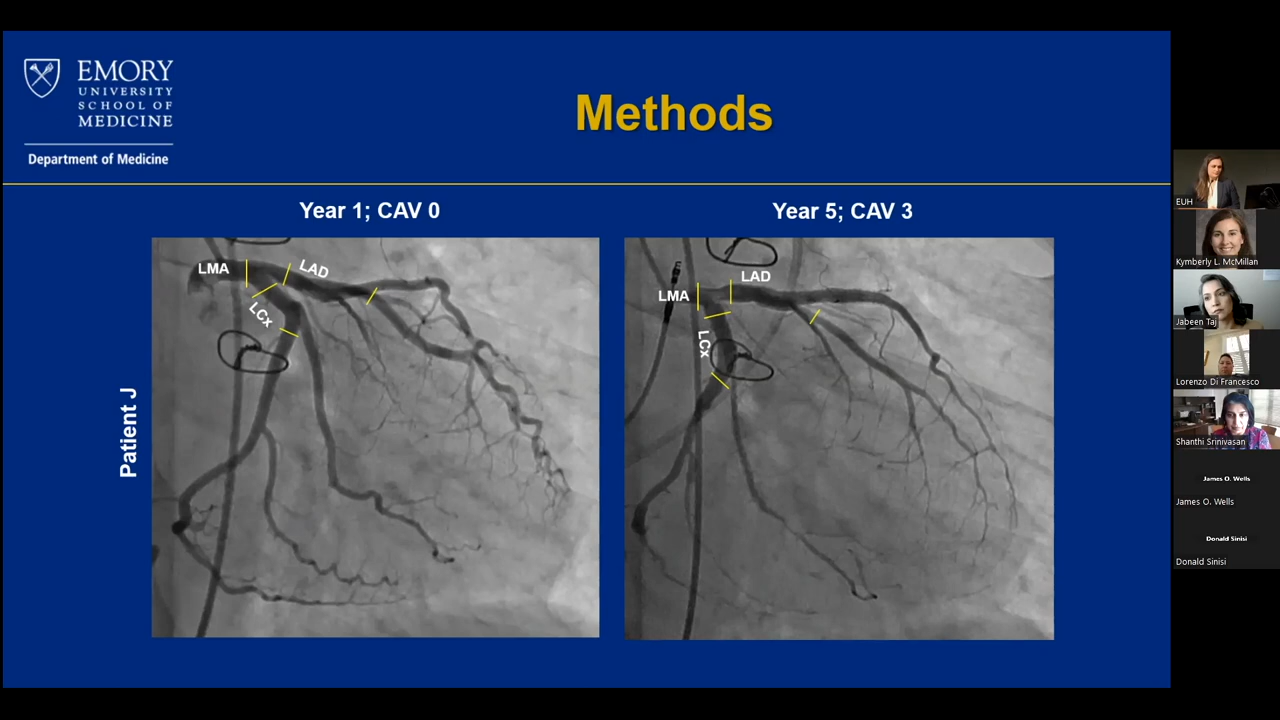 EMORY
UNIVERSITY
SCHOOL OF
MEDICINE
Department of Medicine
Methods
Year 1; CAV 0
Year 5; CAV 3
Patient J
LMA
LAD
LCx
LMA
LAD
LCx
EUH
Kymberly L. McMillan
Jabeen Taj
Lorenzo Di Francesco
Shanthi Srinivasan
James O. Wells
James O. Wells
Donald Sinisi
Donald Sinisi